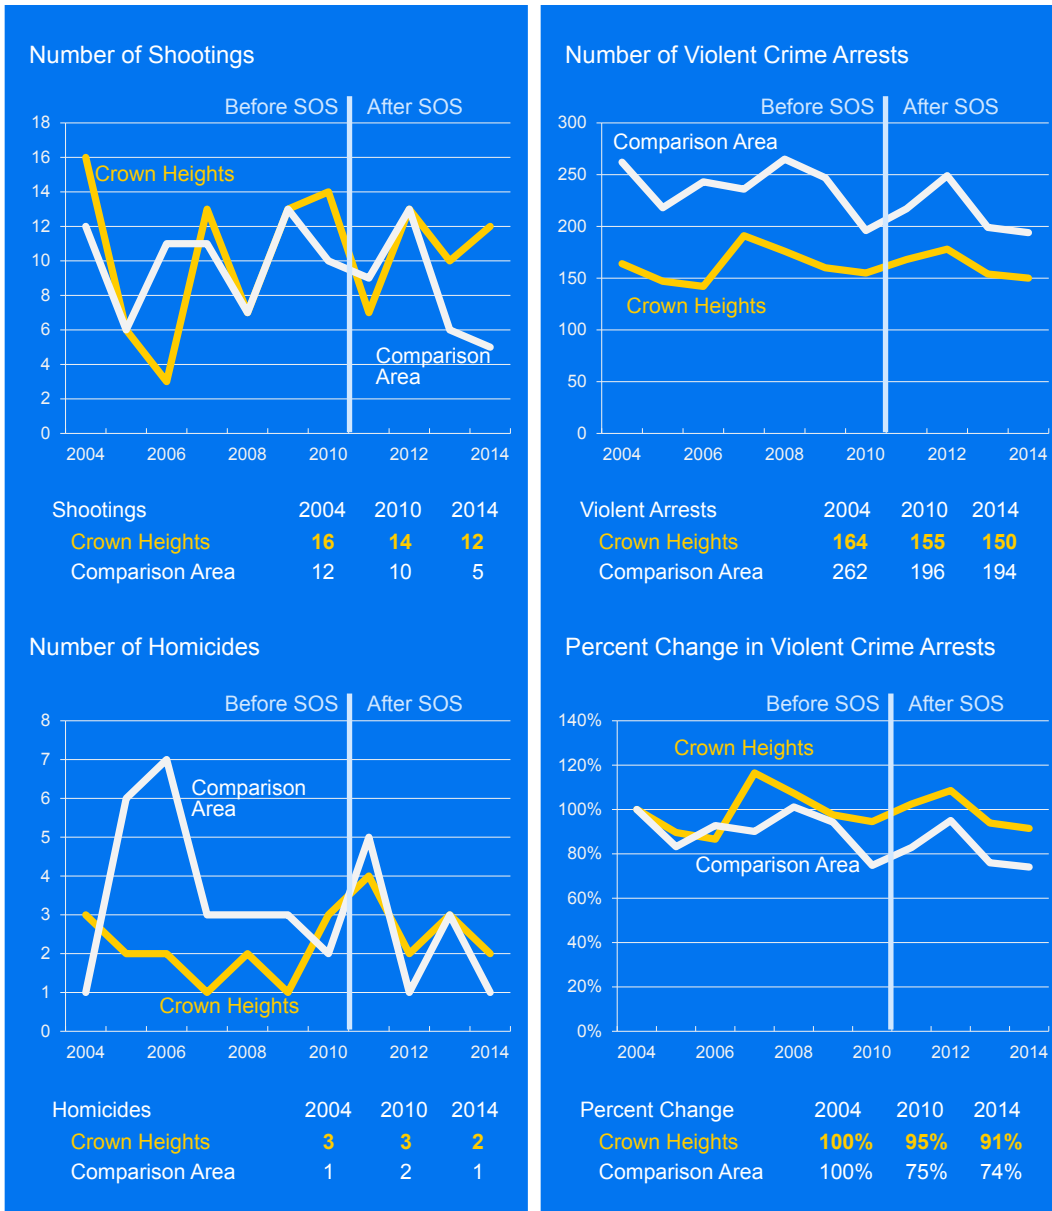 Number of Shootings
Before SOS After SOS
18
16
14
12
10
8
6
4
2
0
Crown Heights
Comparison
Area
2004 2006 2008 2010 2012 2014
Shootings 2004 2010 2014
Crown Heights 16 14 12
Comparison Area 12 10 5
Number of Violent Crime Arrests
Before SOS After SOS
300
250
200
150
100
50
0
Comparison Area
Crown Heights
2004 2006 2008 2010 2012 2014
Violent Arrests 2004 2010 2014
Crown Heights 164 155 150
Comparison Area 262 196 194
Number of Homicides
Before SOS After SOS
8
7
6
5
4
3
2
1
0
Comparison
Area
Crown Heights
2004 2006 2008 2010 2012 2014
Homicides 2004 2010 2014
Crown Heights 3 3 2
Comparison Area 1 2 1
Percent Change in Violent Crime Arrests
Before SOS After SOS
140%
120%
100%
80%
60%
40%
20%
0%
Crown Heights
Comparison Area
2004 2006 2008 2010 2012 2014
Percent Change 2004 2010 2014
Crown Heights 100% 95% 91%
Comparison Area 100% 75% 74%